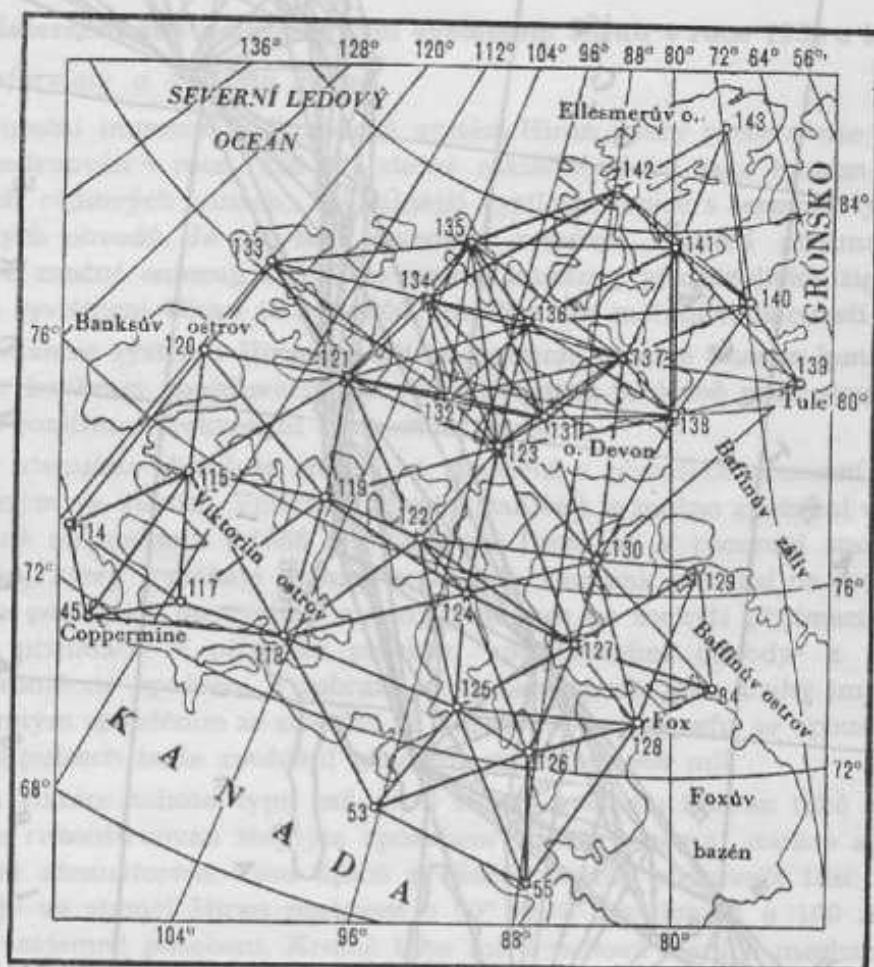 136° 128° 120° 112° 104° 96° 88° 80° 72° 64° 56°
SEVERNÍ LEDOVÝ
OCEÁN
Ellesmerův o.
143
142
GRONSKO
84°
135
141
133
134
140
136
76°
Banksův ostrov
120
121
137
139
Tule
80°
132
131
138
123
o. Devon
115
119
Baffinův záliv
114
Viktoriin ostrov
122
130
129
72°
117
76°
45
Coppermine
124
118
127
Baffinův ostrov
94
125
Fox
128
126
72°
68°
53
Foxův
bazén
KANADA
55
104° 96° 88° 80°